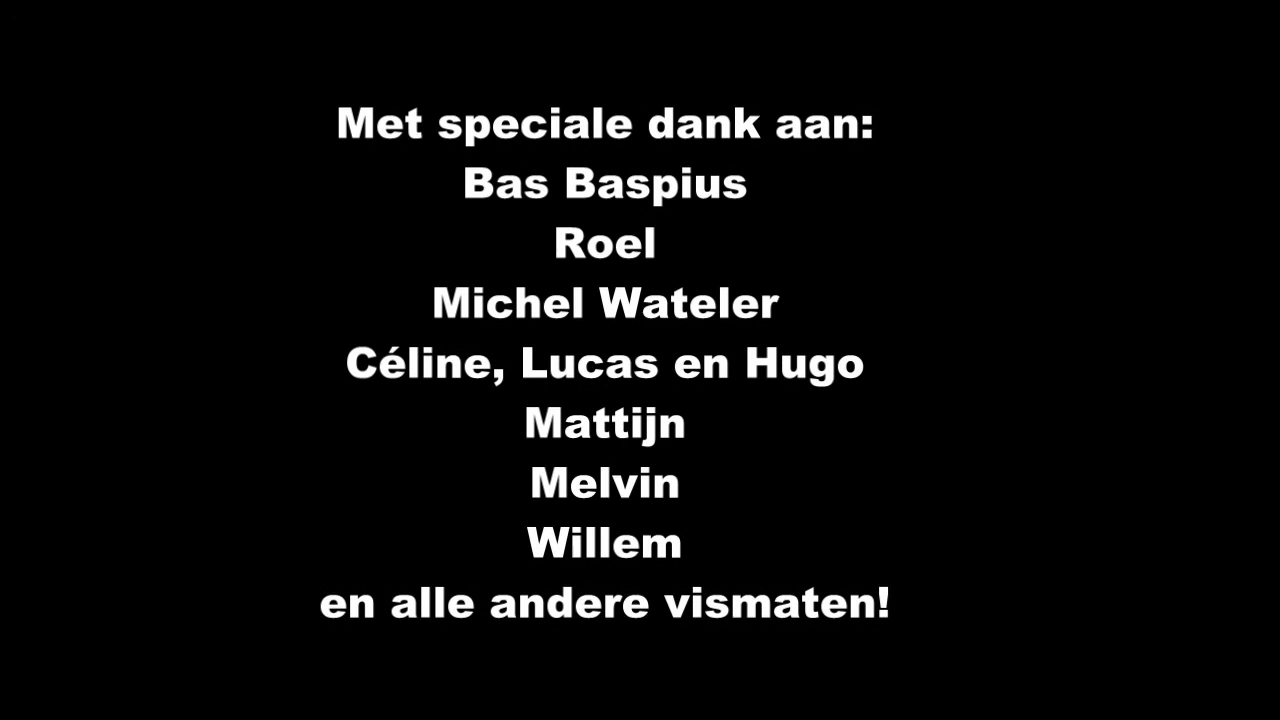 Met speciale dank aan:
Bas Baspius
Roel
Michel Wateler
Céline, Lucas en Hugo
Mattijn
Melvin
Willem
en alle andere vismaten!